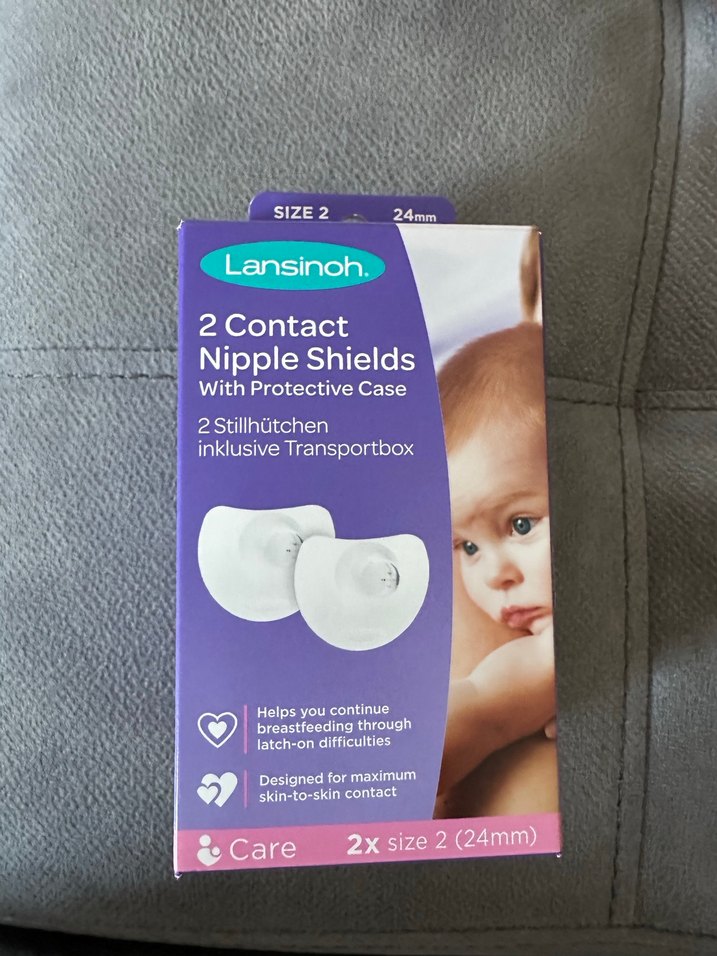 SIZE 2 24mm
Lansinoh®
2 Contact
Nipple Shields
With Protective Case
2 Stillhütchen
inklusive Transportbox
Helps you continue
breastfeeding through
latch-on difficulties
Designed for maximum
skin-to-skin contact
Care 2x size 2 (24mm)